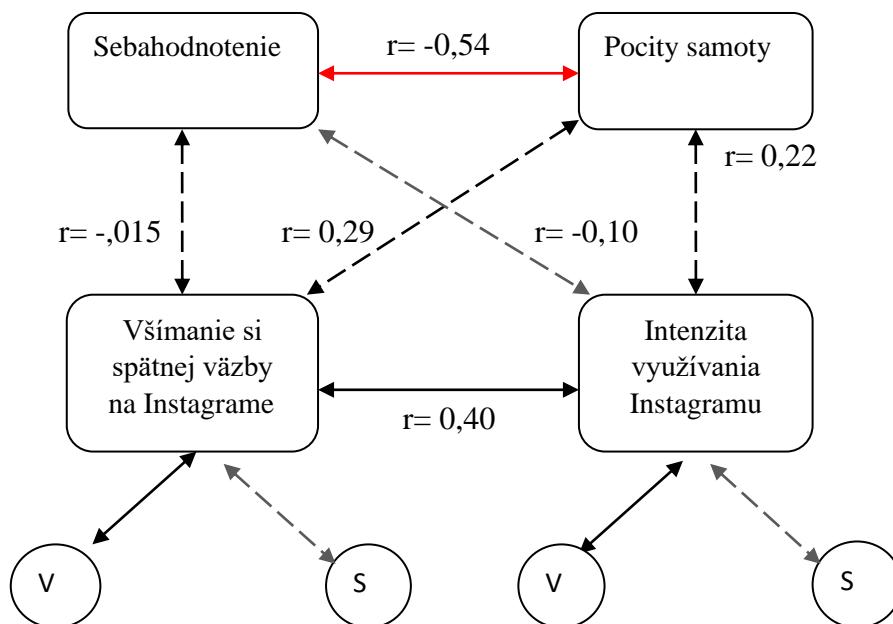 Sebahodnotenie
r= -0,54
Pocity samoty
r= 0,22
r= -,015
r= 0,29
r= -0,10
Všímanie si
spätnej väzby
na Instagrame
Intenzita
využívania
Instagramu
r= 0,40
V
S
V
S